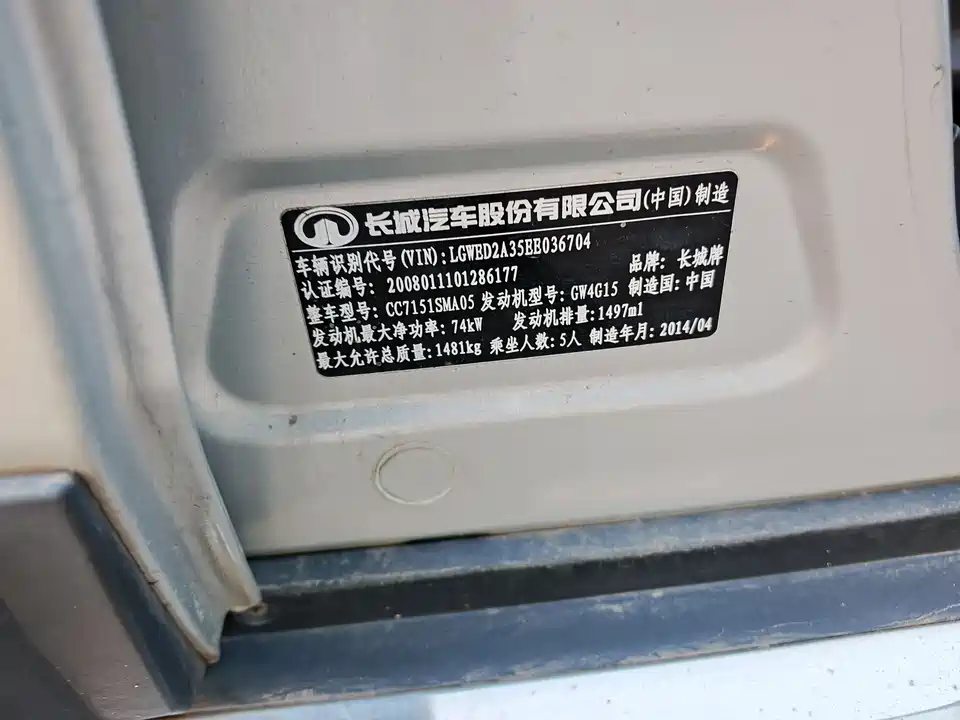 长城汽车股份有限公司(中国)制造
车辆识别代号(VIN):LGWED2A35EE036704
认证编号: 2008011101286177 品牌: 长城牌
整车型号: CC7151SMA05 发动机型号: GW4G15 制造国: 中国
发动机最大净功率: 74kW 发动机排量: 1497ml
最大允许总质量: 1481kg 乘坐人数: 5人 制造年月: 2014/04